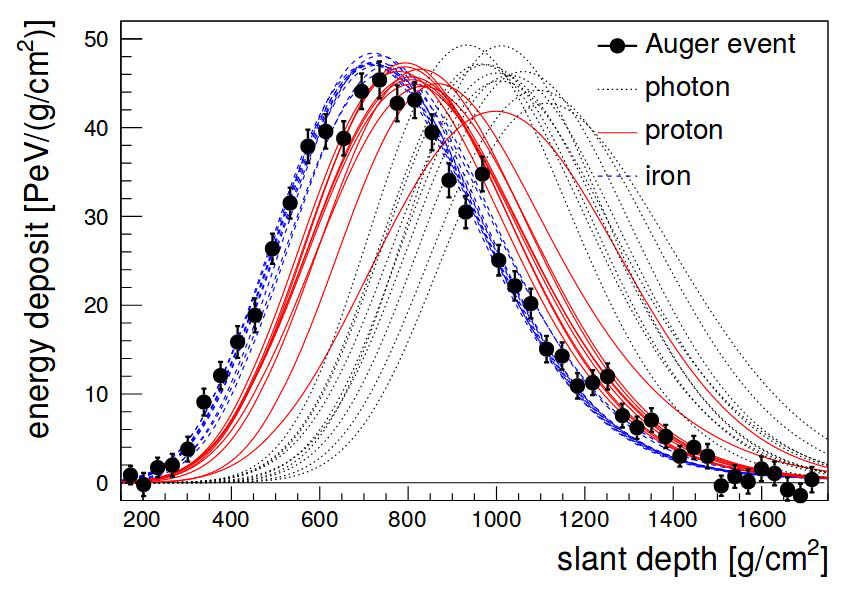 energy deposit [PeV/(g/cm²)]
50
40
30
20
10
0
Auger event
photon
proton
iron
200 400 600 800 1000 1200 1400 1600
slant depth [g/cm²]